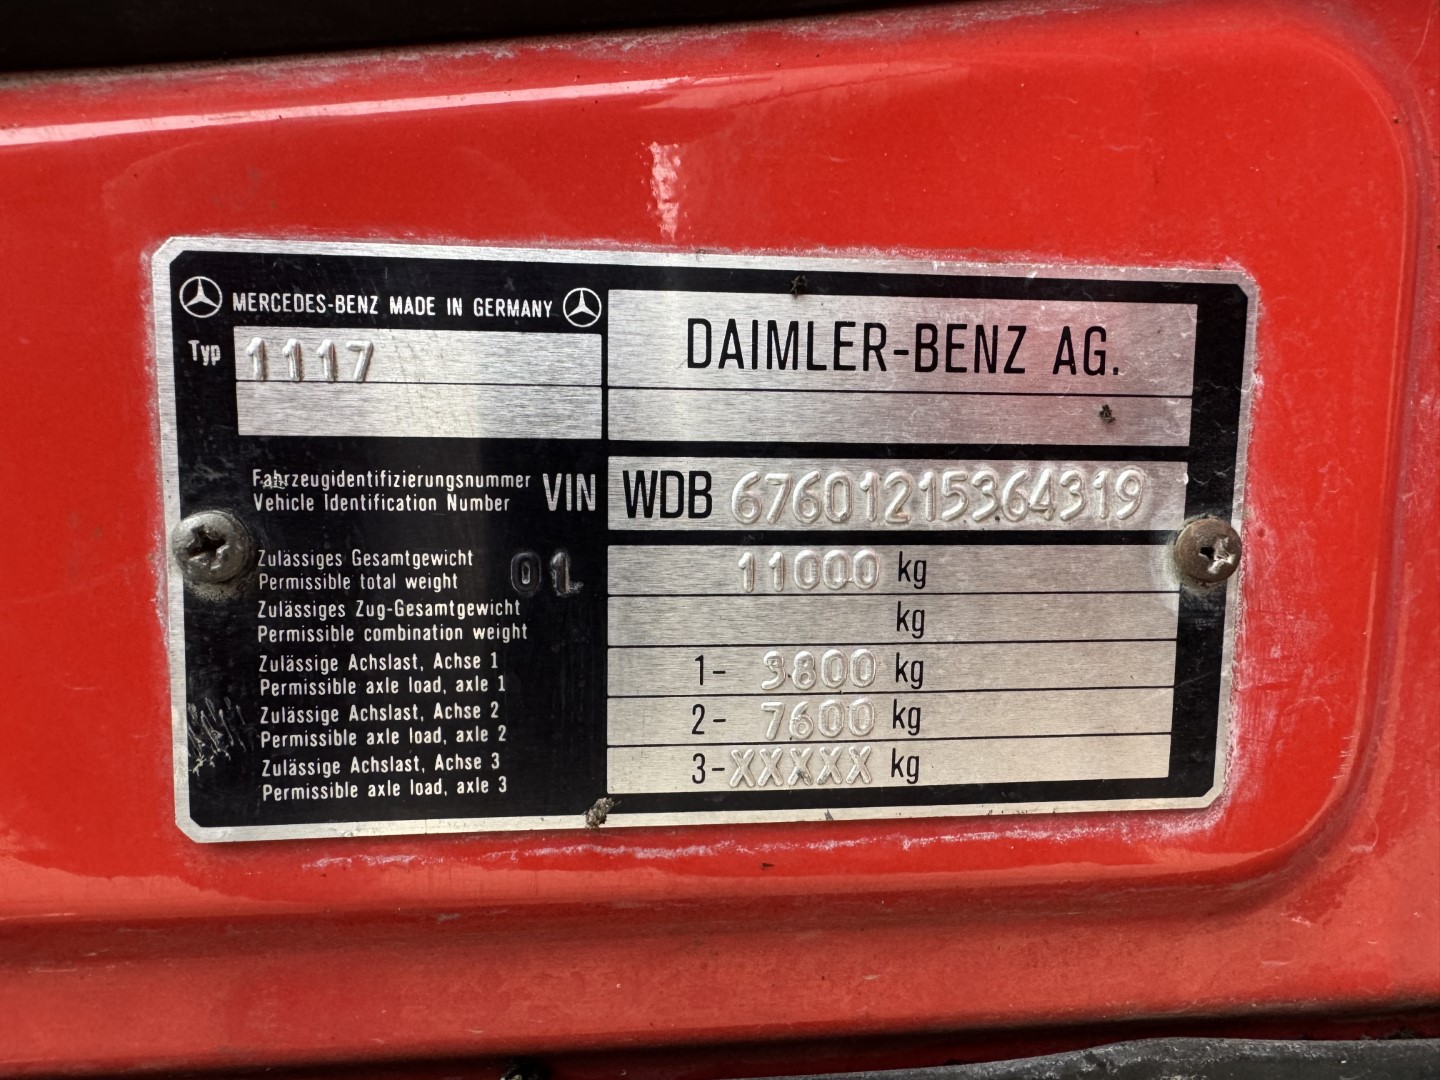 MERCEDES-BENZ MADE IN GERMANY
Typ 1117
DAIMLER-BENZ AG.
Fahrzeugidentifizierungsnummer
Vehicle Identification Number
VIN WDB 67601215364319
Zulässiges Gesamtgewicht
Permissible total weight
01 11000 kg
Zulässiges Zug-Gesamtgewicht
Permissible combination weight
kg
Zulässige Achslast, Achse 1
Permissible axle load, axle 1
1- 3800 kg
Zulässige Achslast, Achse 2
Permissible axle load, axle 2
2- 7600 kg
Zulässige Achslast, Achse 3
Permissible axle load, axle 3
3-XXXXX kg